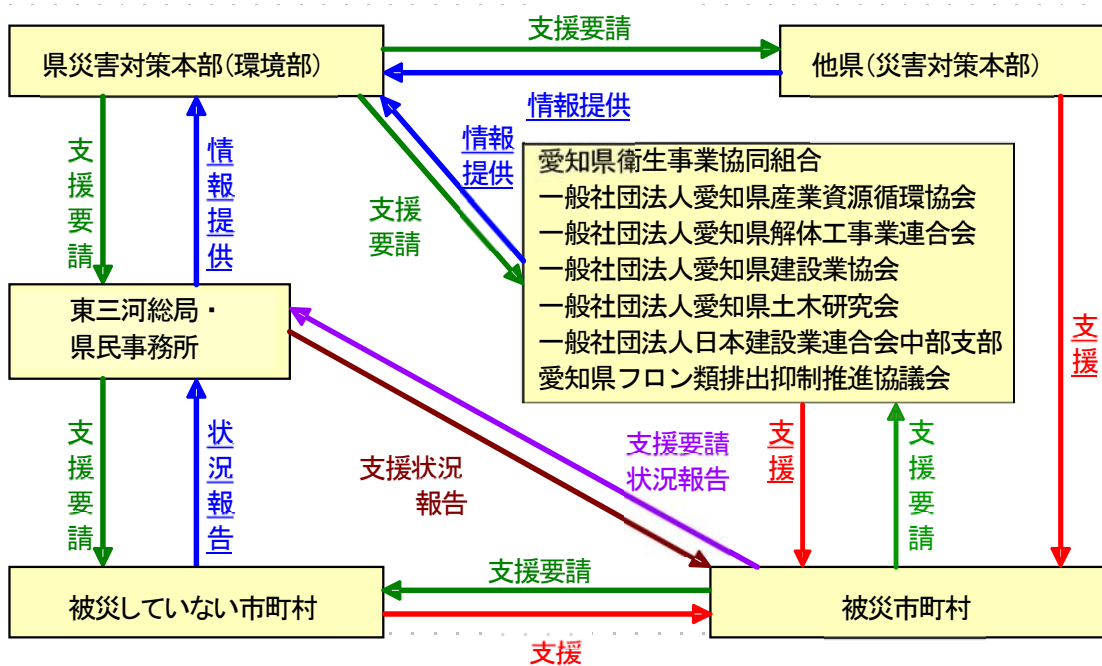 支援要請
県災害対策本部(環境部)
他県(災害対策本部)
情報提供
支援要請
情報提供
情報
提供
支援
要請
愛知県衛生事業協同組合
一般社団法人愛知県産業資源循環協会
一般社団法人愛知県解体工事業連合会
一般社団法人愛知県建設業協会
一般社団法人愛知県土木研究会
一般社団法人日本建設業連合会中部支部
愛知県フロン類排出抑制推進協議会
東三河総局・
県民事務所
支援
支援要請
状況報告
支援状況
報告
支援要請
状況報告
支援
支援要請
支援要請
被災していない市町村
被災市町村
支援